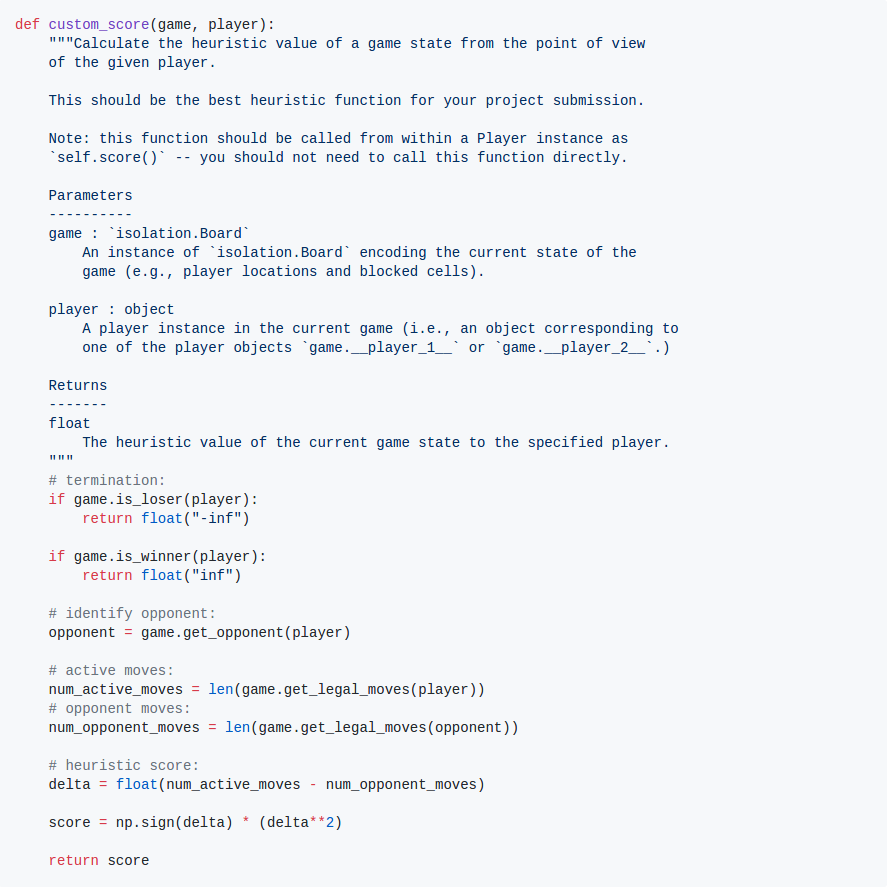 def custom_score(game, player):
    """Calculate the heuristic value of a game state from the point of view
    of the given player.

    This should be the best heuristic function for your project submission.

    Note: this function should be called from within a Player instance as
    `self.score()` -- you should not need to call this function directly.

    Parameters
    ----------
    game : `isolation.Board`
        An instance of `isolation.Board` encoding the current state of the
        game (e.g., player locations and blocked cells).

    player : object
        A player instance in the current game (i.e., an object corresponding to
        one of the player objects `game.__player_1__` or `game.__player_2__`.)

    Returns
    -------
    float
        The heuristic value of the current game state to the specified player.
    """
    # termination:
    if game.is_loser(player):
        return float("-inf")

    if game.is_winner(player):
        return float("inf")

    # identify opponent:
    opponent = game.get_opponent(player)

    # active moves:
    num_active_moves = len(game.get_legal_moves(player))
    # opponent moves:
    num_opponent_moves = len(game.get_legal_moves(opponent))

    # heuristic score:
    delta = float(num_active_moves - num_opponent_moves)

    score = np.sign(delta) * (delta**2)

    return score